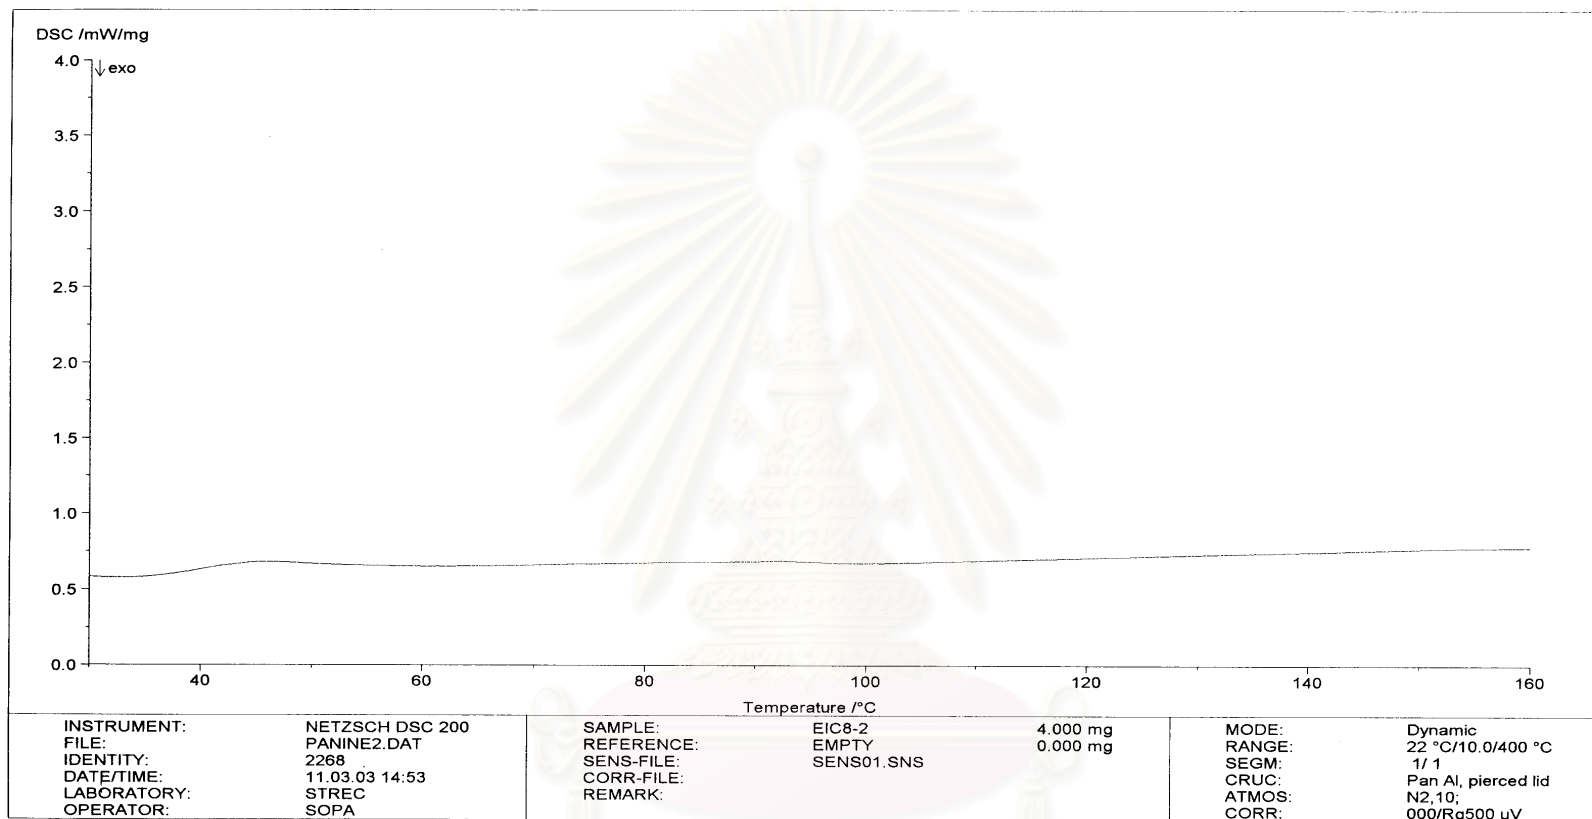 DSC /mW/mg
↓ exo
4.0
3.5
3.0
2.5
2.0
1.5
1.0
0.5
0.0
40 60 80 100 120 140 160
Temperature /°C
INSTRUMENT: NETZSCH DSC 200
FILE: PANINE2.DAT
IDENTITY: 2268
DATE/TIME: 11.03.03 14:53
LABORATORY: STREC
OPERATOR: SOPA
SAMPLE: EIC8-2 4.000 mg
REFERENCE: EMPTY 0.000 mg
SENS-FILE: SENS01.SNS
CORR-FILE:
REMARK:
MODE: Dynamic
RANGE: 22 °C/10.0/400 °C
SEGM: 1/ 1
CRUC: Pan Al, pierced lid
ATMOS: N2,10;
CORR: 000/Rg500 uV